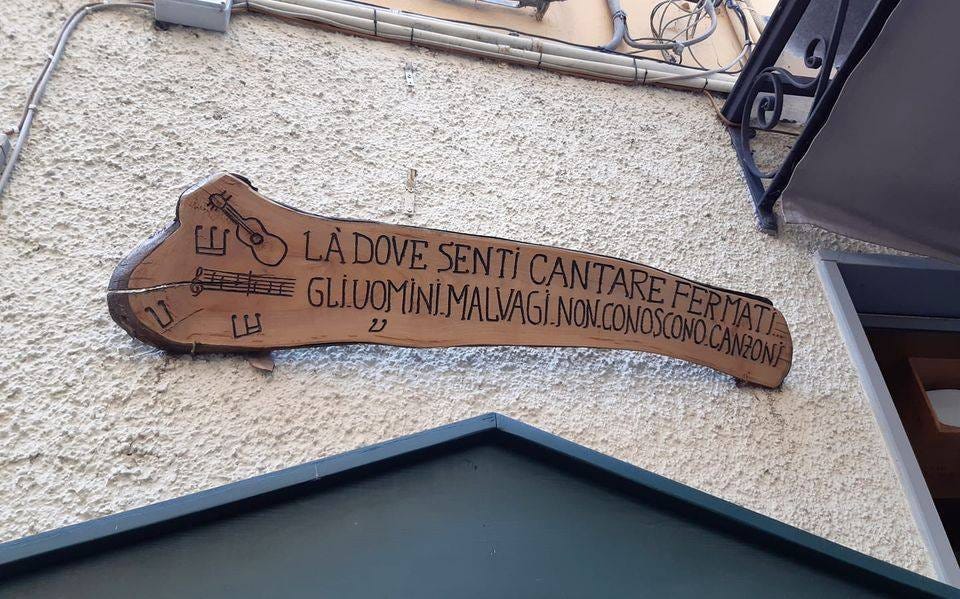 LÀ DOVE SENTI CANTARE FERMATI...
GLI.UOMINI.MALVAGI.NON.CONOSCONO.CANZONI
E
E